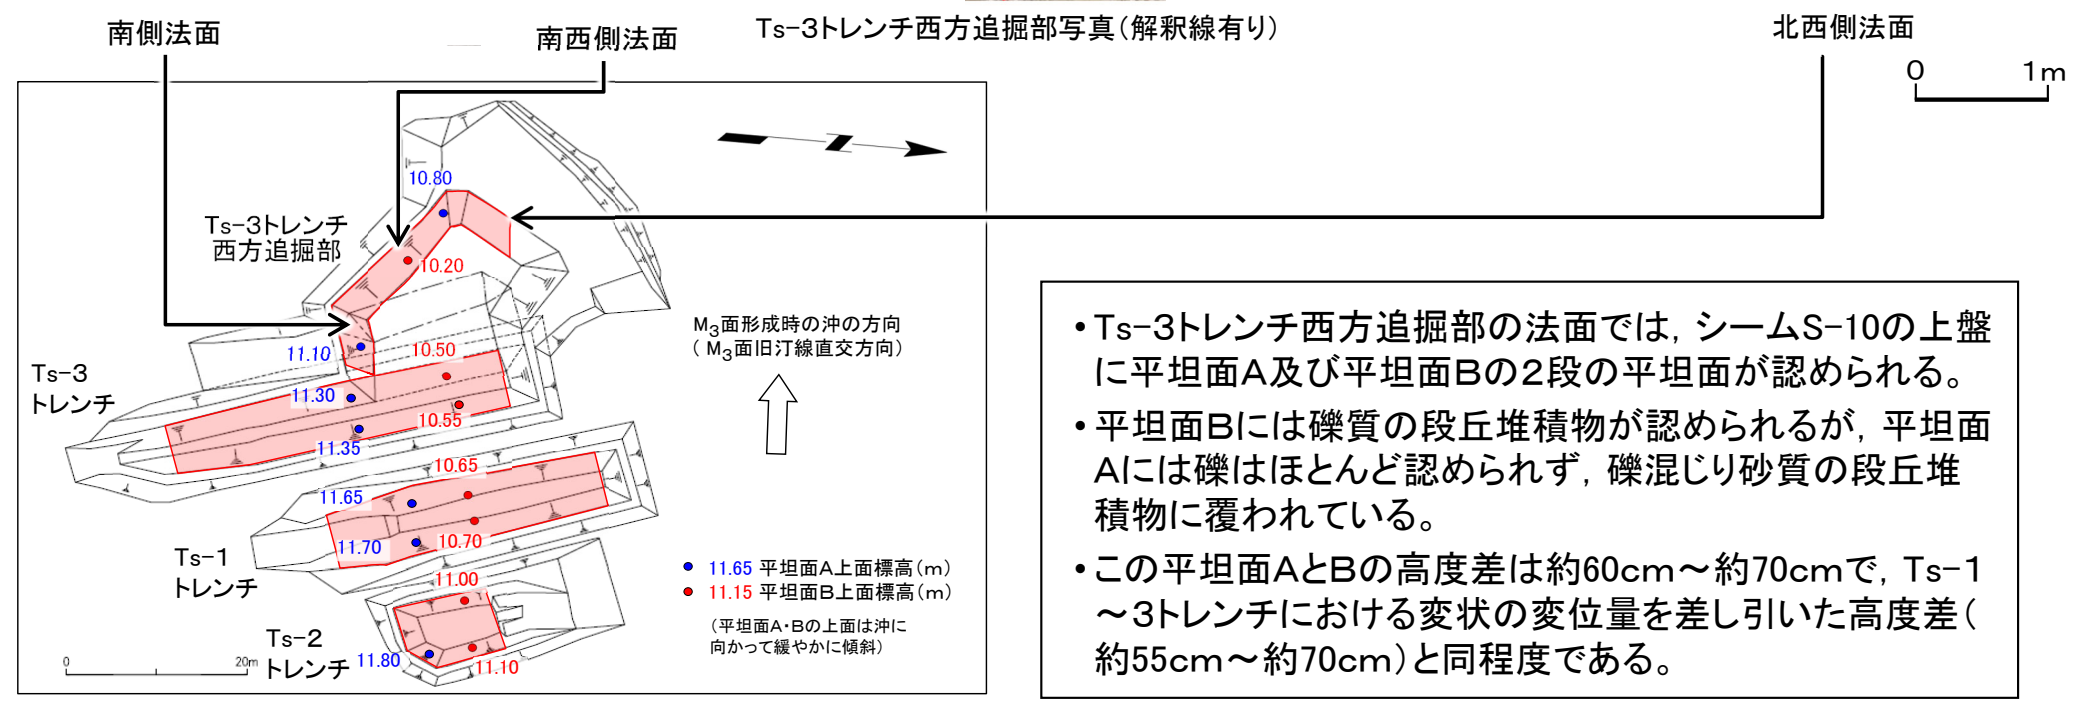 Ts-3トレンチ西方追掘部写真(解釈線有り)
南側法面
南西側法面
北西側法面
0 1m
10.80
Ts-3トレンチ
西方追掘部
10.20
M3面形成時の沖の方向
( M3面旧汀線直交方向)
11.10
10.50
Ts-3
トレンチ
11.30
10.55
11.35
10.65
11.65
11.70
10.70
Ts-1
トレンチ
11.00
11.65 平坦面A上面標高(m)
11.15 平坦面B上面標高(m)
(平坦面A・Bの上面は沖に
向かって緩やかに傾斜)
Ts-2
トレンチ
11.80
11.10
0 20m
・Ts-3トレンチ西方追掘部の法面では, シームS-10の上盤
に平坦面A及び平坦面Bの2段の平坦面が認められる。
・平坦面Bには礫質の段丘堆積物が認められるが, 平坦面
Aには礫はほとんど認められず, 礫混じり砂質の段丘堆
積物に覆われている。
・この平坦面AとBの高度差は約60cm～約70cmで, Ts-1
～3トレンチにおける変状の変位量を差し引いた高度差(
約55cm～約70cm)と同程度である。